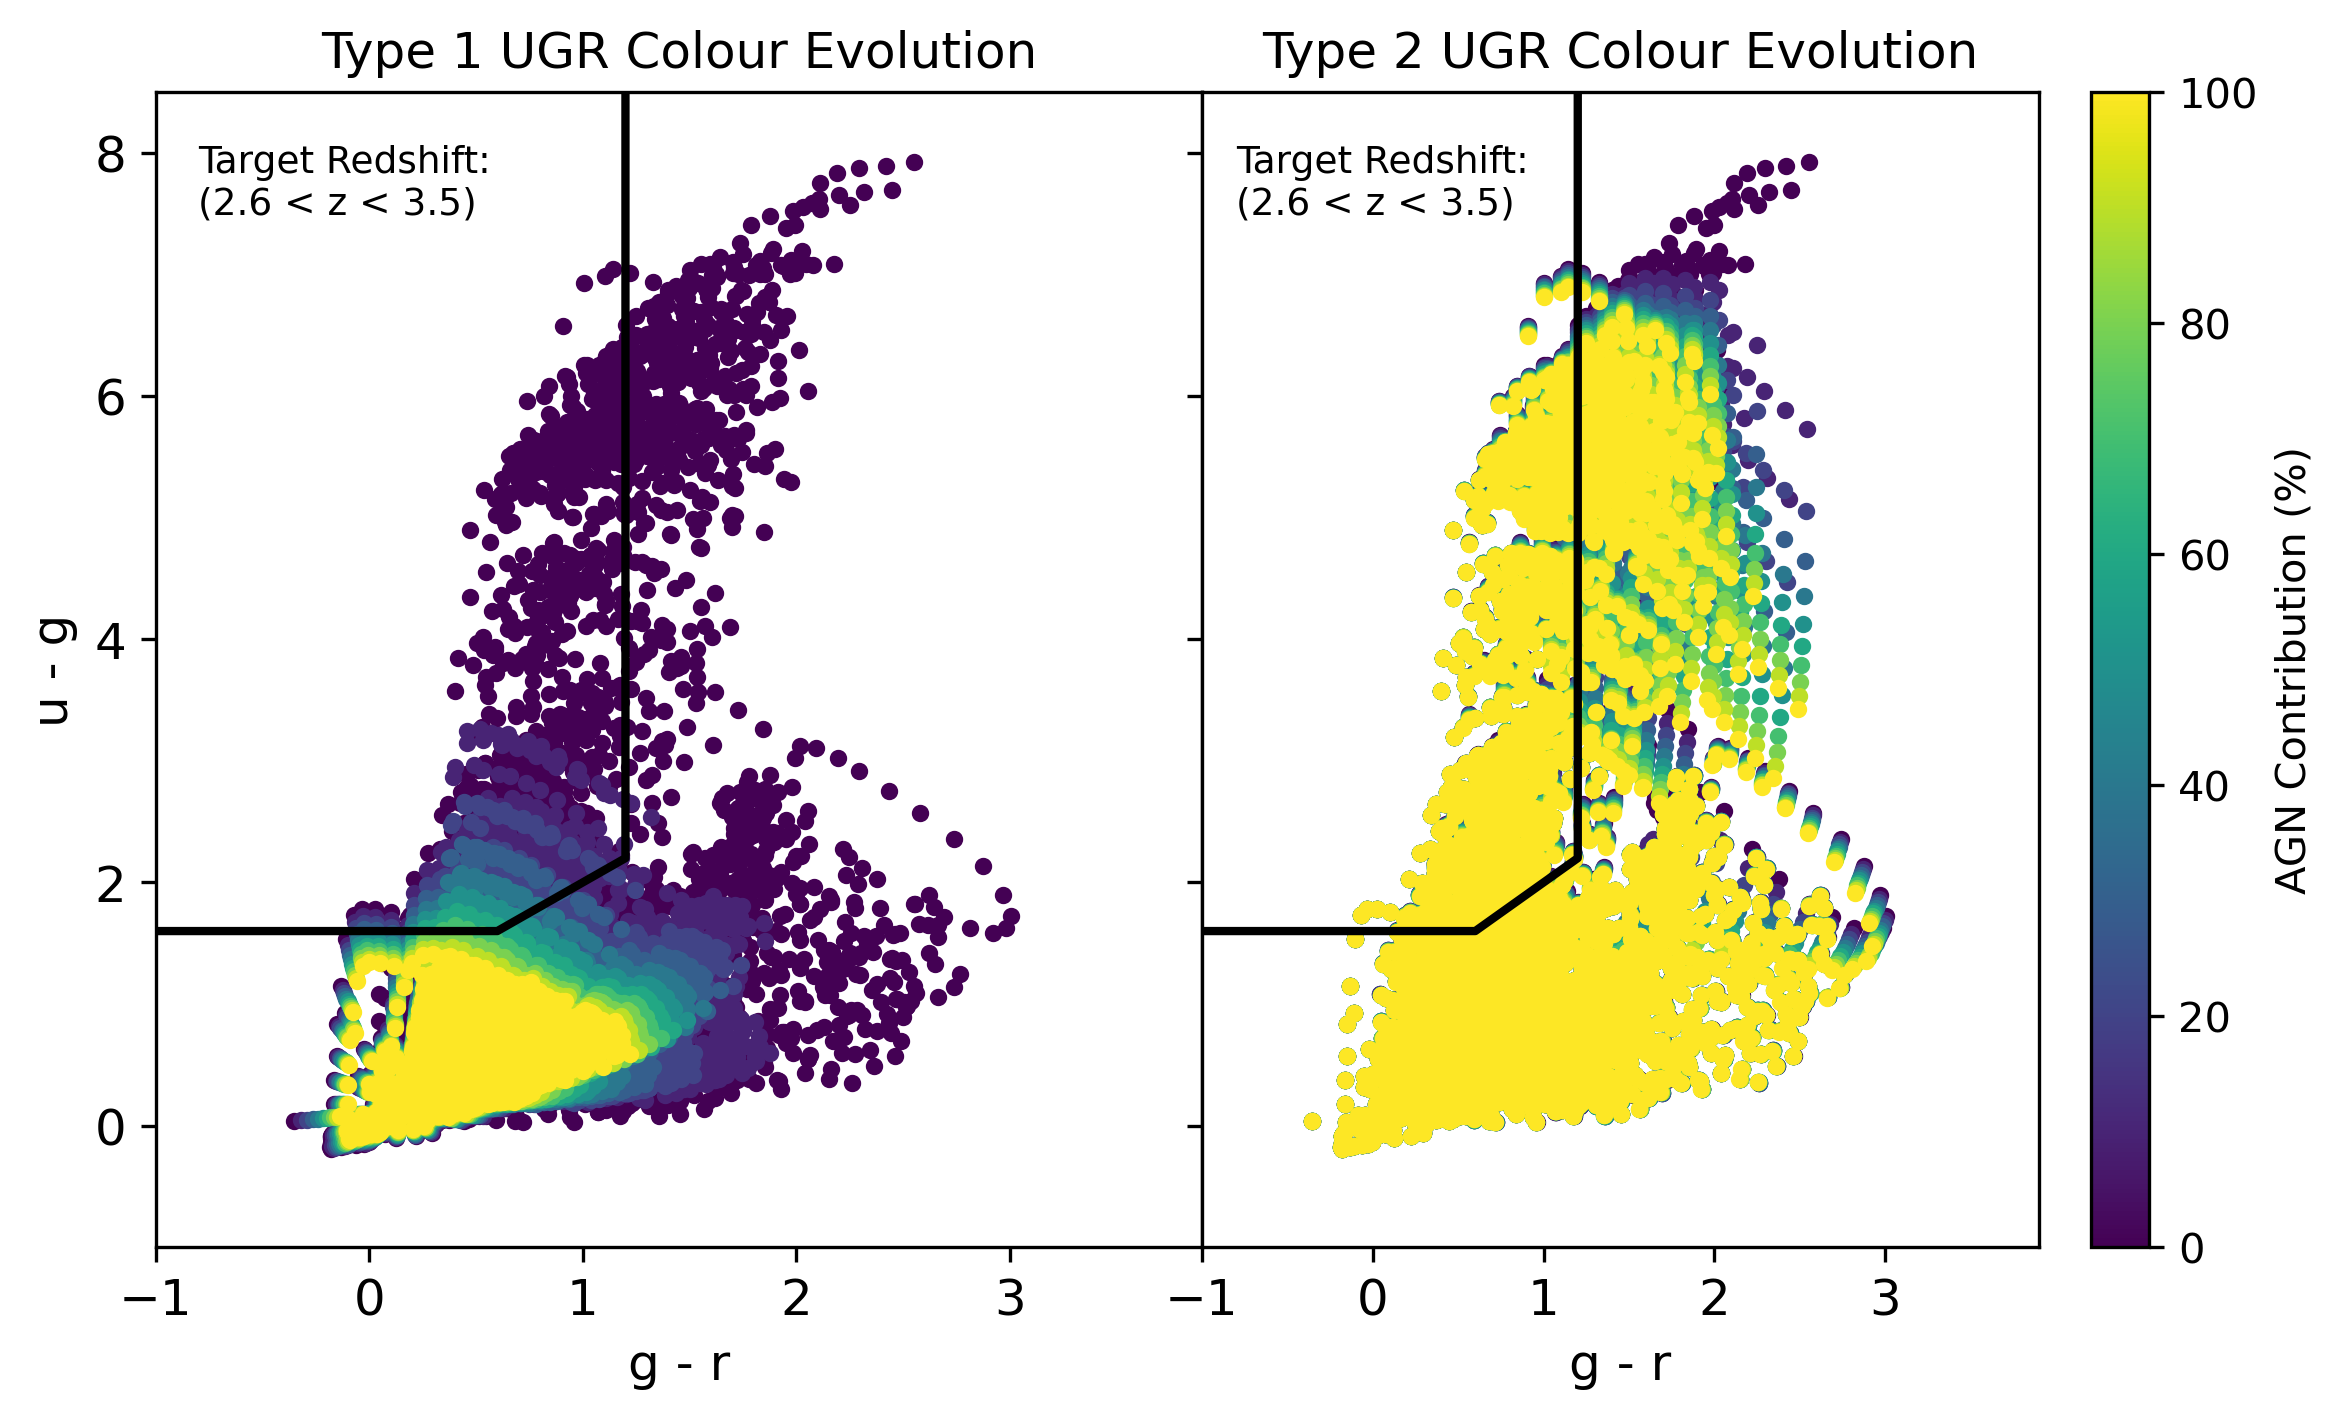 Type 1 UGR Colour Evolution
Type 2 UGR Colour Evolution
Target Redshift:
(2.6 < z < 3.5)
Target Redshift:
(2.6 < z < 3.5)
8
6
4
2
0
u - g
−1
0
1
2
3
g - r
−1
0
1
2
3
g - r
100
80
60
40
20
0
AGN Contribution (%)